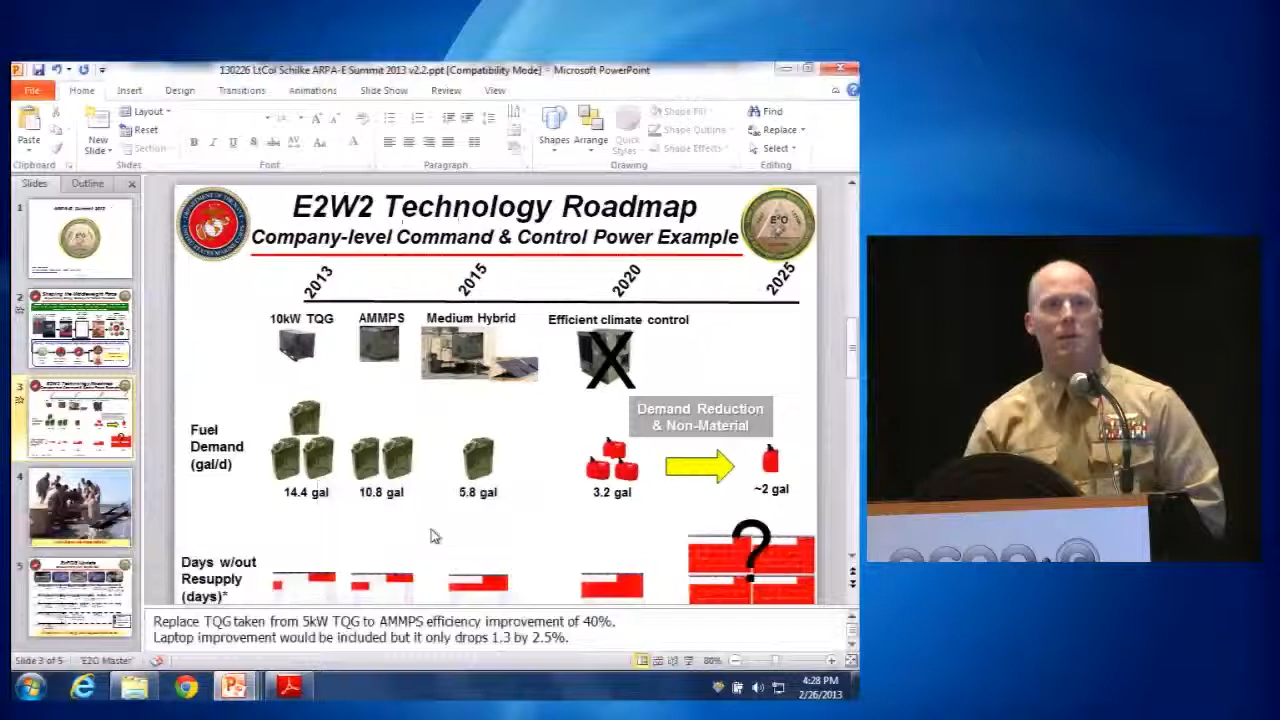 130226 LtCol Schilke ARPA-E Summit 2013 v2.2.ppt [Compatibility Mode] - Microsoft PowerPoint
File Home Insert Design Transitions Animations Slide Show Review View
Layout
Reset
Section
Paste
New
Slide
Shapes Arrange Quick
Styles
Shape Fill
Shape Outline
Shape Effects
Find
Replace
Select
Clipboard Slides Font Paragraph Drawing Editing
Slides Outline
1
2
3
4
5
E2W2 Technology Roadmap
Company-level Command & Control Power Example
2013 2015 2020 2025
10kW TQG AMMPS Medium Hybrid Efficient climate control
X
Demand Reduction
& Non-Material
Fuel
Demand
(gal/d)
14.4 gal 10.8 gal 5.8 gal 3.2 gal ~2 gal
?
Days w/out
Resupply
(days)*
Replace TQG taken from 5kW TQG to AMMPS efficiency improvement of 40%.
Laptop improvement would be included but it only drops 1.3 by 2.5%.
Slide 3 of 5 "E2O Master" 80%
4:28 PM
2/26/2013